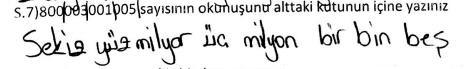 S.7)800003001005 sayısının okunuşunu alttaki kutunun içine yazınız
Sekiz yüz milyar üç milyon bir bin beş